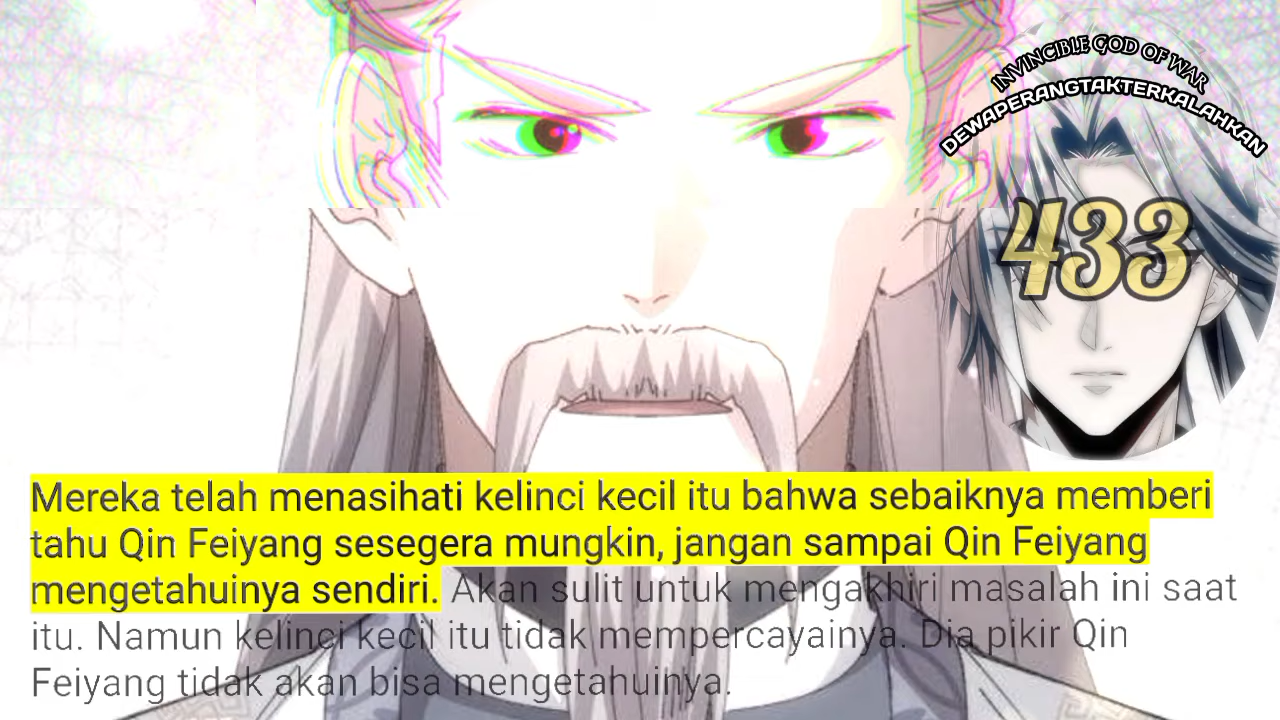 INVINCIBLE GOD OF WAR
DEWAPERANGTAKTERKALAHKAN
433
Mereka telah menasihati kelinci kecil itu bahwa sebaiknya memberi
tahu Qin Feiyang sesegera mungkin, jangan sampai Qin Feiyang
mengetahuinya sendiri. Akan sulit untuk mengakhiri masalah ini saat
itu. Namun kelinci kecil itu tidak mempercayainya. Dia pikir Qin
Feiyang tidak akan bisa mengetahuinya.